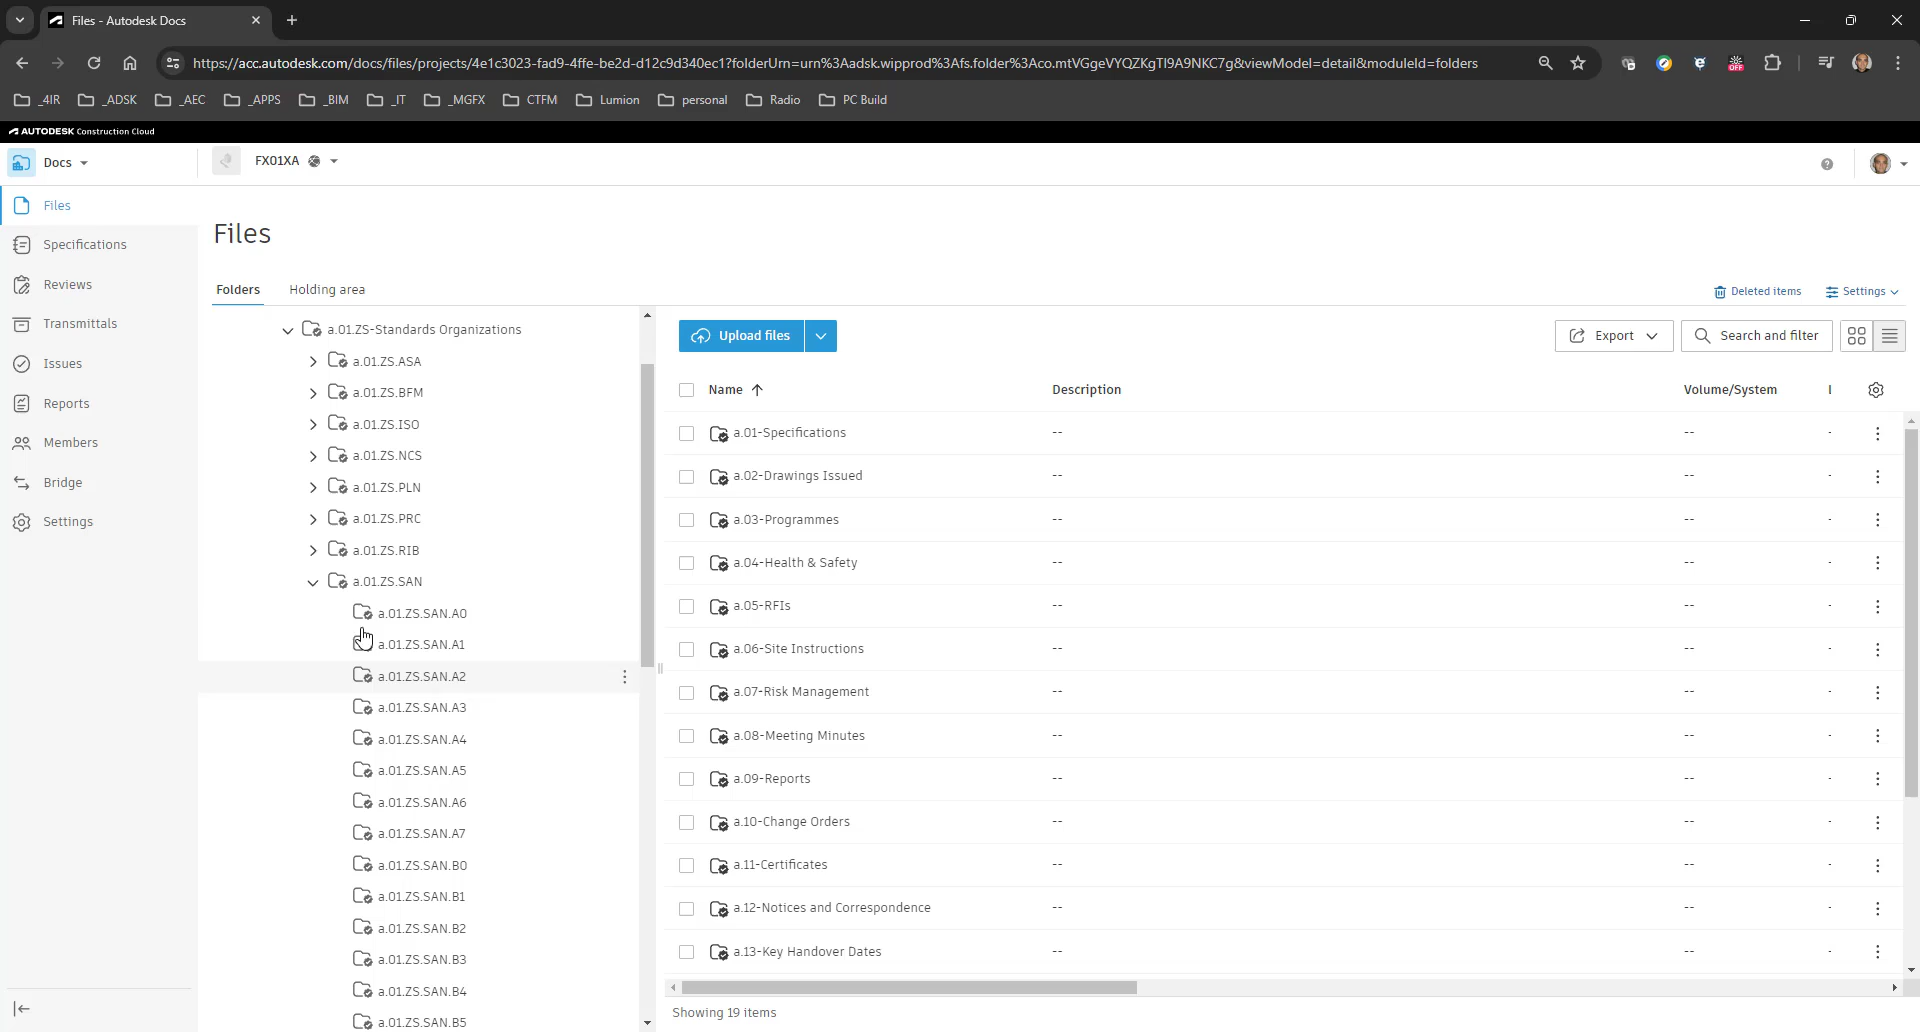 Files - Autodesk Docs
https://acc.autodesk.com/docs/files/projects/4e1c3023-fad9-4ffe-be2d-d12c9d340ec1?folderUrn=urn%3Aadsk.wipprod%3Afs.folder%3Aco.mtVGgeVYQZKgTl9A9NKC7g&viewModel=detail&moduleId=folders
OFF
_4IR
_ADSK
_AEC
_APPS
_BIM
_IT
_MGFX
CTFM
Lumion
personal
Radio
PC Build
AUTODESK Construction Cloud
Docs
FX01XA
Files
Specifications
Reviews
Transmittals
Issues
Reports
Members
Bridge
Settings
Files
Folders
Holding area
Deleted items
Settings
a.01.ZS-Standards Organizations
a.01.ZS.ASA
a.01.ZS.BFM
a.01.ZS.ISO
a.01.ZS.NCS
a.01.ZS.PLN
a.01.ZS.PRC
a.01.ZS.RIB
a.01.ZS.SAN
a.01.ZS.SAN.A0
a.01.ZS.SAN.A1
a.01.ZS.SAN.A2
a.01.ZS.SAN.A3
a.01.ZS.SAN.A4
a.01.ZS.SAN.A5
a.01.ZS.SAN.A6
a.01.ZS.SAN.A7
a.01.ZS.SAN.B0
a.01.ZS.SAN.B1
a.01.ZS.SAN.B2
a.01.ZS.SAN.B3
a.01.ZS.SAN.B4
a.01.ZS.SAN.B5
Upload files
Export
Search and filter
Name Description Volume/System I
a.01-Specifications -- -- -
a.02-Drawings Issued -- -- -
a.03-Programmes -- -- -
a.04-Health & Safety -- -- -
a.05-RFIs -- -- -
a.06-Site Instructions -- -- -
a.07-Risk Management -- -- -
a.08-Meeting Minutes -- -- -
a.09-Reports -- -- -
a.10-Change Orders -- -- -
a.11-Certificates -- -- -
a.12-Notices and Correspondence -- -- -
a.13-Key Handover Dates -- -- -
Showing 19 items